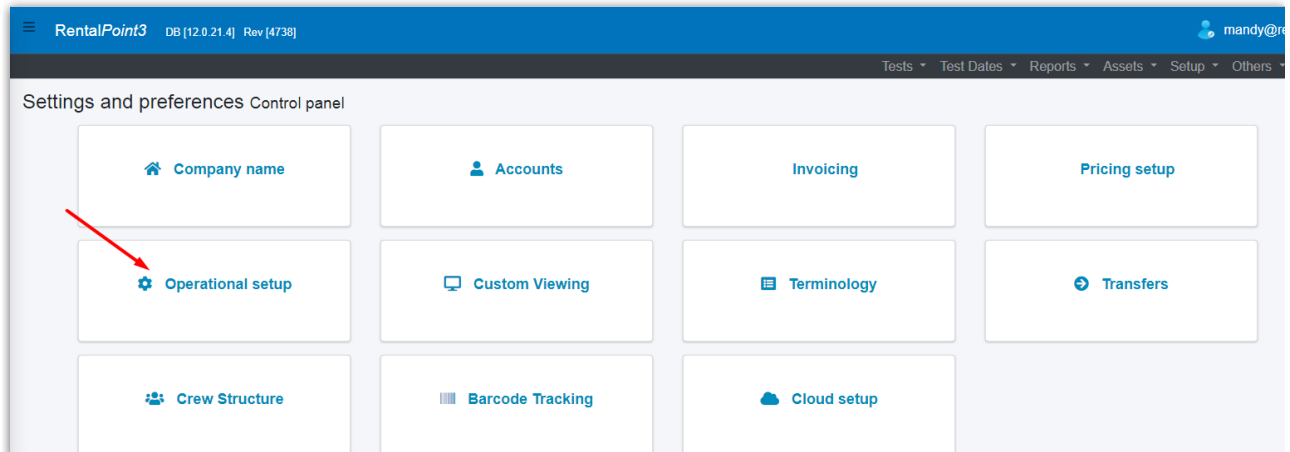 RentalPoint3 DB [12.0.21.4] Rev [4738] mandy@re
Tests Test Dates Reports Assets Setup Others
Settings and preferences Control panel
Company name Accounts Invoicing Pricing setup
Operational setup Custom Viewing Terminology Transfers
Crew Structure Barcode Tracking Cloud setup